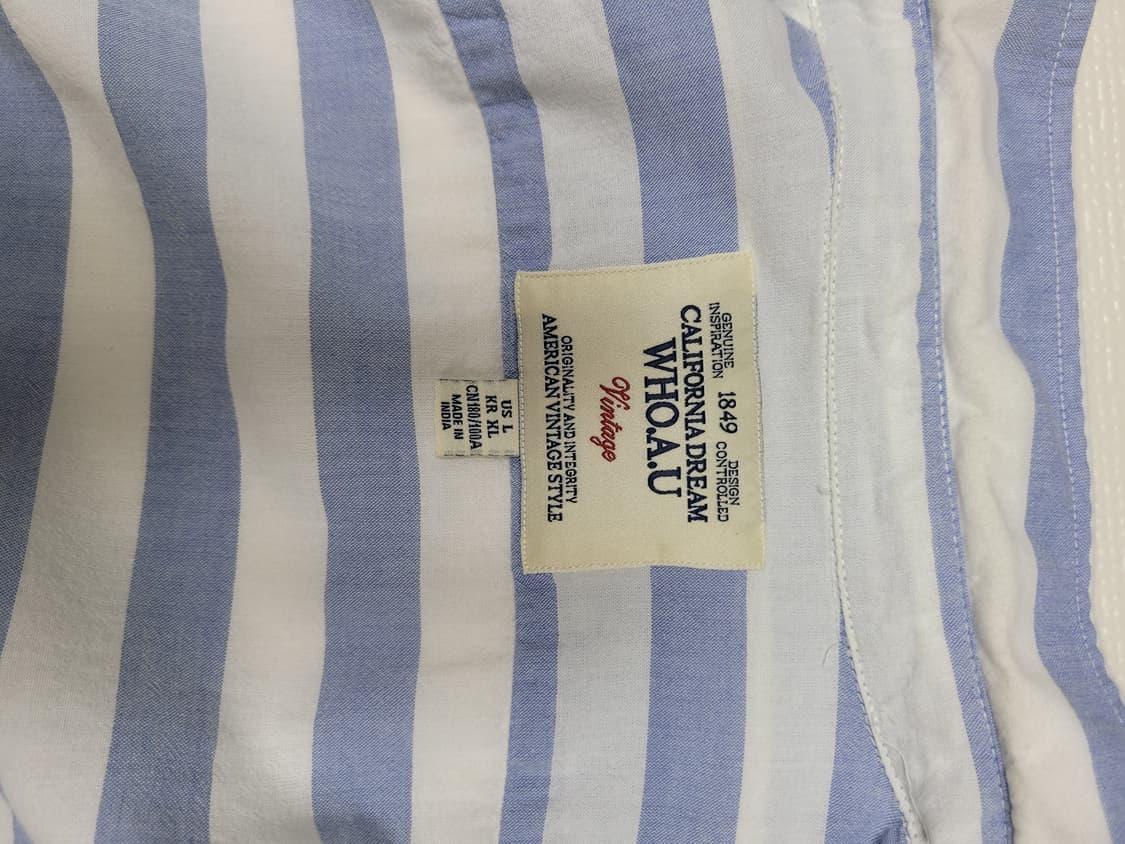 GENUINE INSPIRATION 1849 DESIGN CONTROLLED
CALIFORNIA DREAM
WHO.A.U
Vintage
ORIGINALITY AND INTEGRITY
AMERICAN VINTAGE STYLE
US L
KR XL
CN180/100A
MADE IN
INDIA